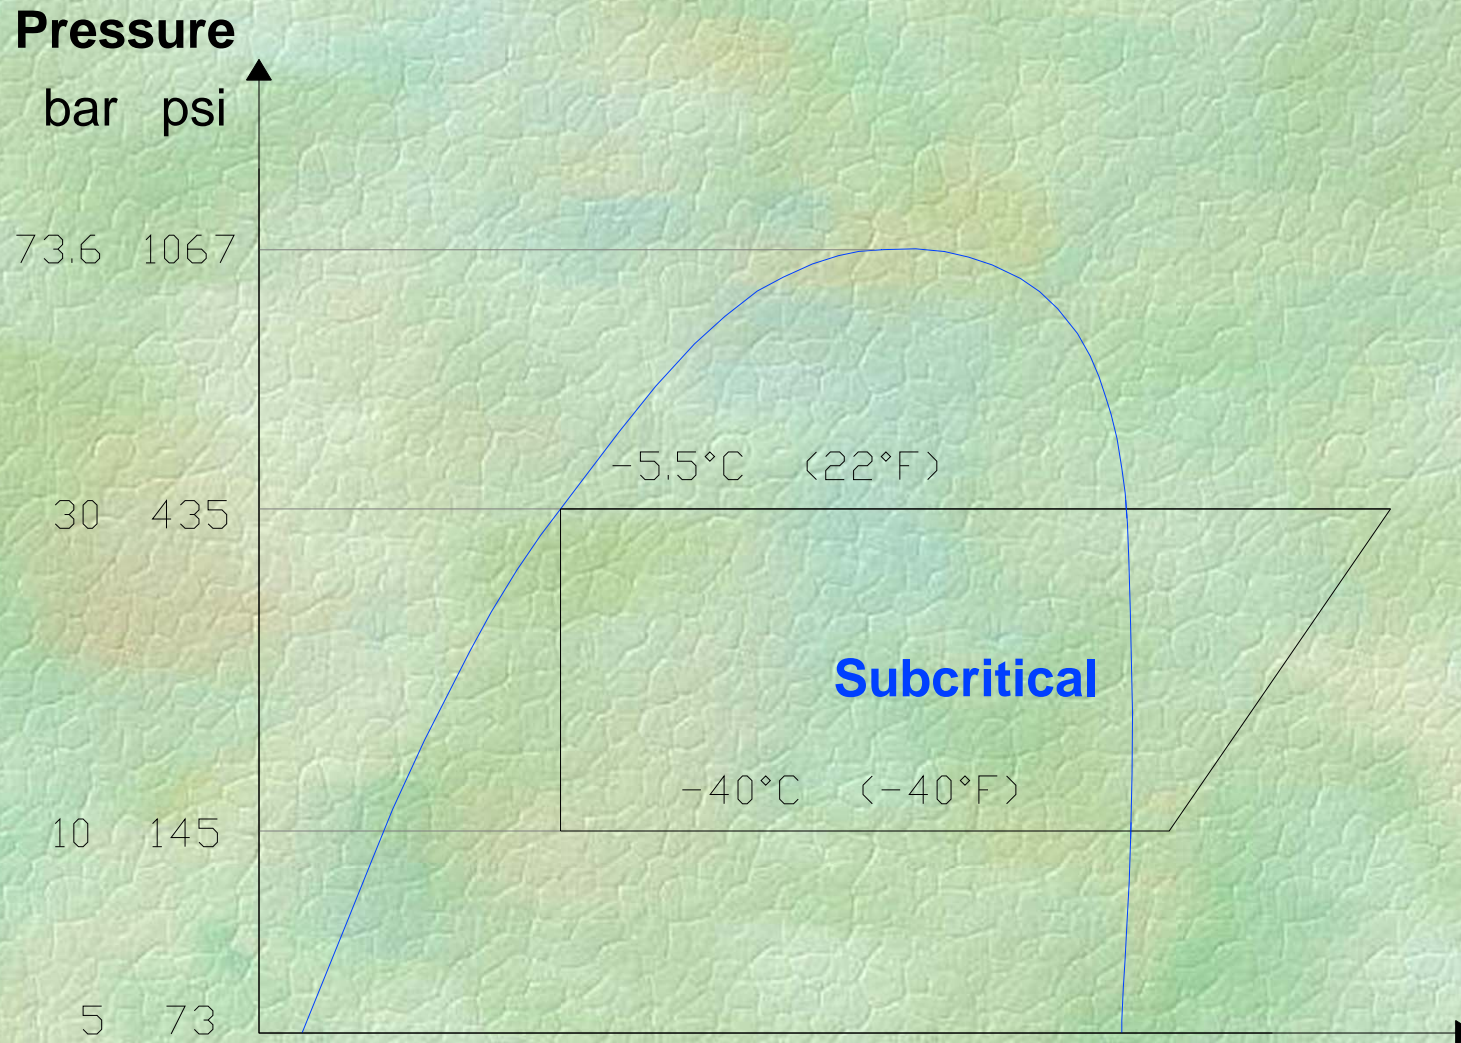 Pressure
bar psi
73.6 1067
-5.5°C (22°F)
30 435
Subcritical
-40°C (-40°F)
10 145
5 73